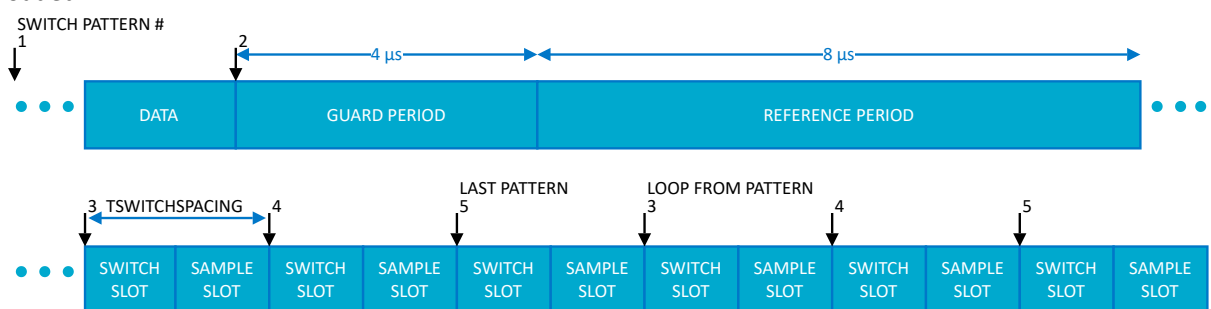 SWITCH PATTERN #
1
2
4 µs
8 µs
DATA
GUARD PERIOD
REFERENCE PERIOD
LAST PATTERN
LOOP FROM PATTERN
3 TSWITCHSPACING
4
5
3
4
5
SWITCH SLOT
SAMPLE SLOT
SWITCH SLOT
SAMPLE SLOT
SWITCH SLOT
SAMPLE SLOT
SWITCH SLOT
SAMPLE SLOT
SWITCH SLOT
SAMPLE SLOT
SWITCH SLOT
SAMPLE SLOT